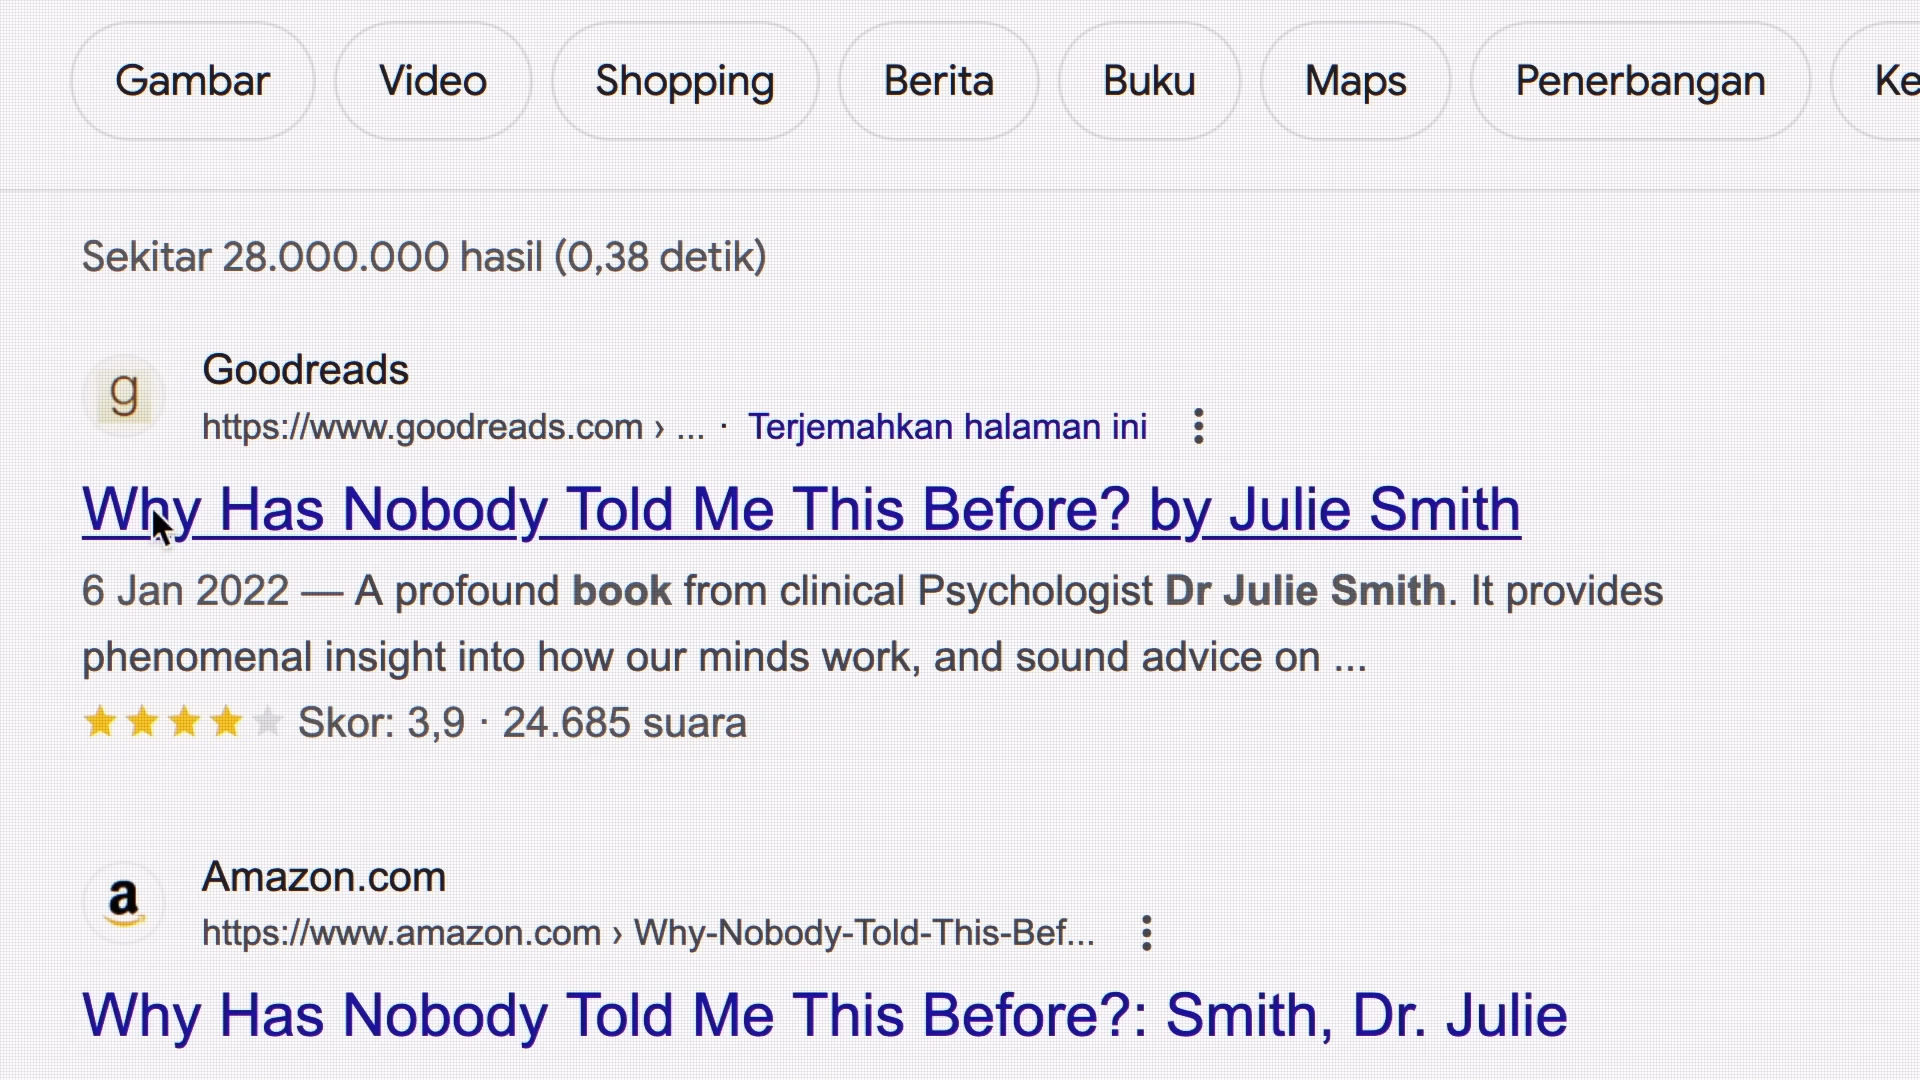 Gambar Video Shopping Berita Buku Maps Penerbangan Ke
Sekitar 28.000.000 hasil (0,38 detik)
g
Goodreads
https://www.goodreads.com › ... · Terjemahkan halaman ini
Why Has Nobody Told Me This Before? by Julie Smith
6 Jan 2022 — A profound book from clinical Psychologist Dr Julie Smith. It provides
phenomenal insight into how our minds work, and sound advice on ...
Skor: 3,9 · 24.685 suara
a
Amazon.com
https://www.amazon.com › Why-Nobody-Told-This-Bef...
Why Has Nobody Told Me This Before?: Smith, Dr. Julie